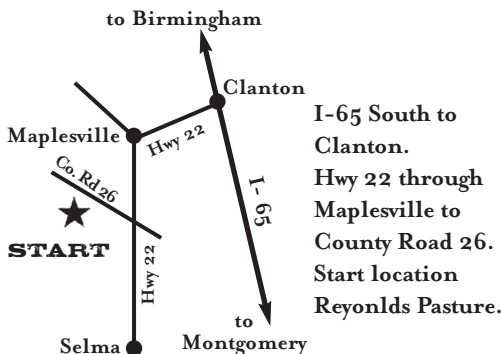 to Birmingham
Clanton
Hwy 22
Maplesville
Co. Rd 26
START
Hwy 22
I-65
Selma
to
Montgomery
I-65 South to
Clanton.
Hwy 22 through
Maplesville to
County Road 26.
Start location
Reyonlds Pasture.